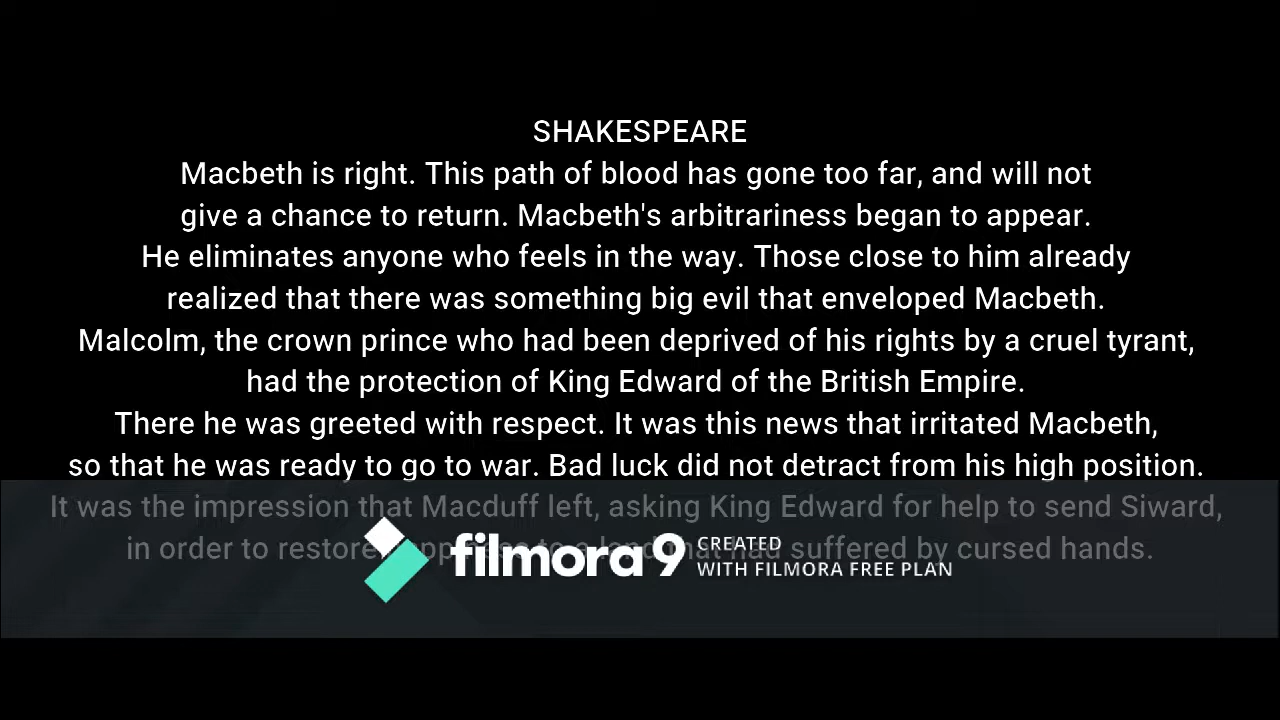 SHAKESPEARE
Macbeth is right. This path of blood has gone too far, and will not
give a chance to return. Macbeth's arbitrariness began to appear.
He eliminates anyone who feels in the way. Those close to him already
realized that there was something big evil that enveloped Macbeth.
Malcolm, the crown prince who had been deprived of his rights by a cruel tyrant,
had the protection of King Edward of the British Empire.
There he was greeted with respect. It was this news that irritated Macbeth,
so that he was ready to go to war. Bad luck did not detract from his high position.
It was the impression that Macduff left, asking King Edward for help to send Siward,
in order to restore to a land that had suffered by cursed hands.
filmora9
CREATED
WITH FILMORA FREE PLAN